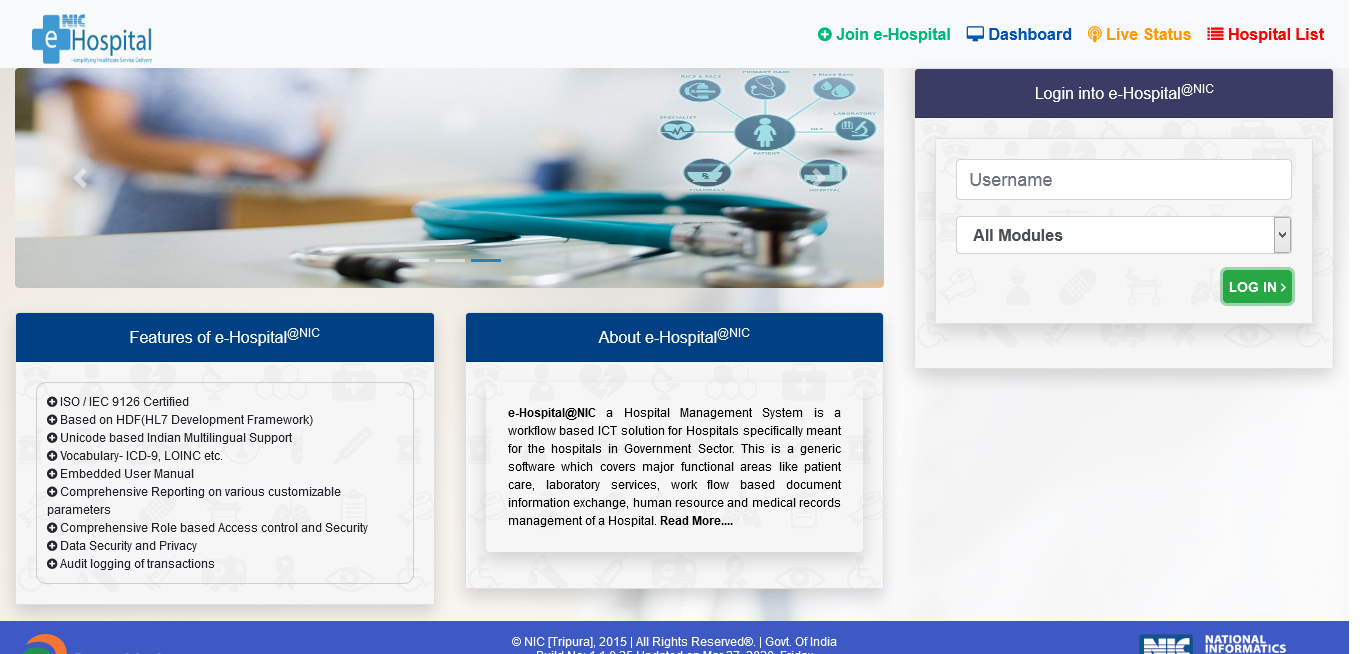 NIC
e Hospital
~simplifying Healthcare Service Delivery
Join e-Hospital
Dashboard
Live Status
Hospital List
PRIMARY CARE
e-Blood Bank
SPECIALIST
LABORATORY
HL7
PATIENT
PHARMACY
HOSPITAL
Login into e-Hospital@NIC
Username
All Modules
LOG IN ›
Features of e-Hospital@NIC
ISO / IEC 9126 Certified
Based on HDF(HL7 Development Framework)
Unicode based Indian Multilingual Support
Vocabulary- ICD-9, LOINC etc.
Embedded User Manual
Comprehensive Reporting on various customizable
parameters
Comprehensive Role based Access control and Security
Data Security and Privacy
Audit logging of transactions
About e-Hospital@NIC
e-Hospital@NIC a Hospital Management System is a
workflow based ICT solution for Hospitals specifically meant
for the hospitals in Government Sector. This is a generic
software which covers major functional areas like patient
care, laboratory services, work flow based document
information exchange, human resource and medical records
management of a Hospital. Read More....
© NIC [Tripura], 2015 | All Rights Reserved®. | Govt. Of India
NIC
NATIONAL
INFORMATICS